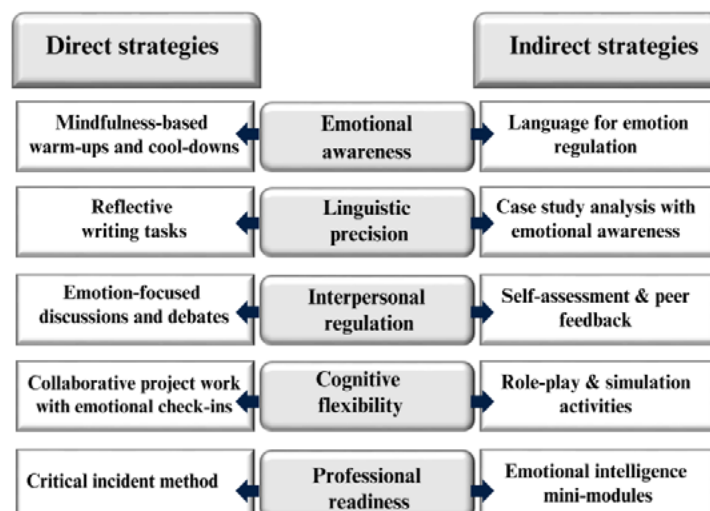 Direct strategies
Indirect strategies
Mindfulness-based
warm-ups and cool-downs
Emotional
awareness
Language for emotion
regulation
Reflective
writing tasks
Linguistic
precision
Case study analysis with
emotional awareness
Emotion-focused
discussions and debates
Interpersonal
regulation
Self-assessment & peer
feedback
Collaborative project work
with emotional check-ins
Cognitive
flexibility
Role-play & simulation
activities
Critical incident method
Professional
readiness
Emotional intelligence
mini-modules